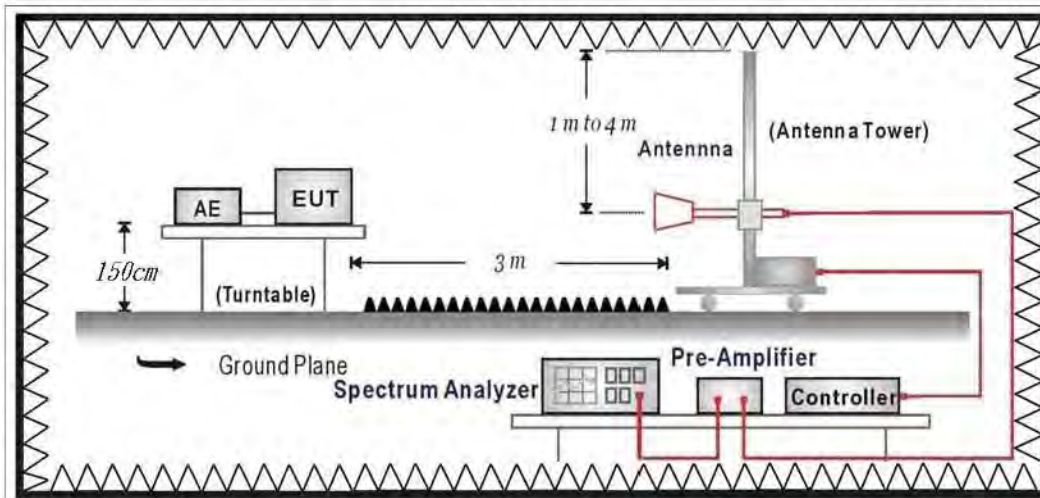 1 m to 4 m
(Antenna Tower)
Antennna
AE
EUT
150cm
3 m
(Turntable)
Ground Plane
Pre-Amplifier
Spectrum Analyzer
Controller